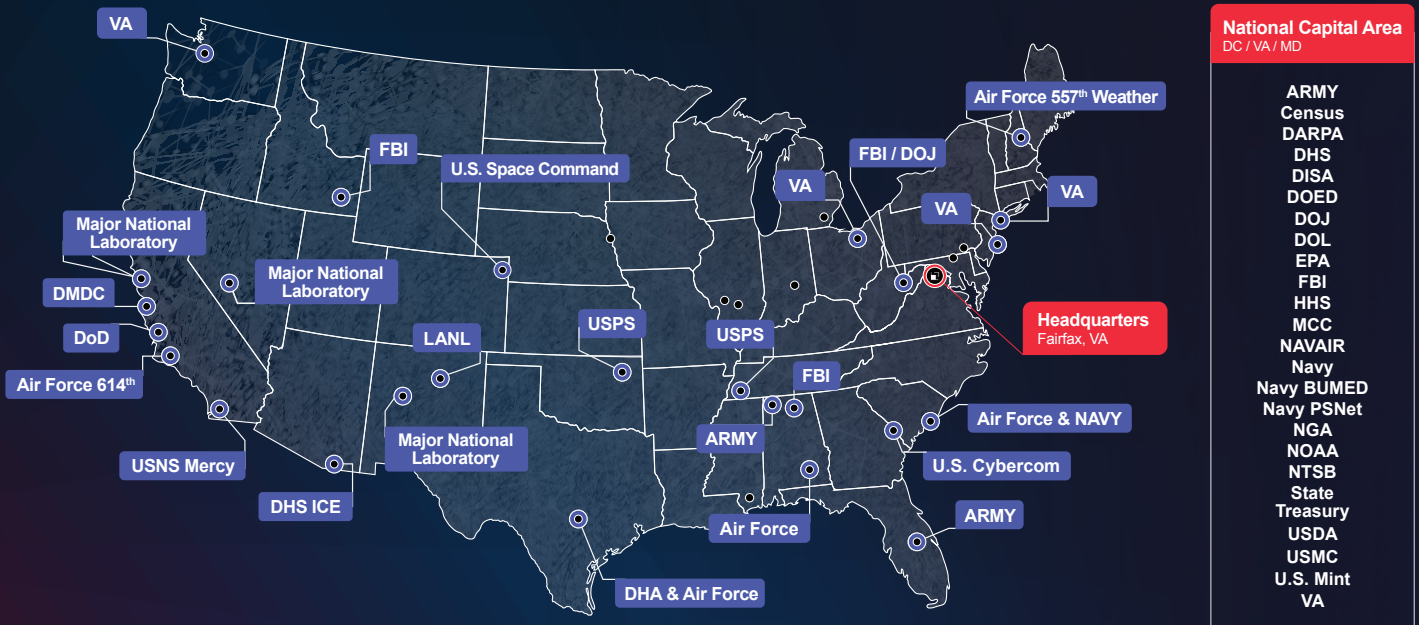 VA
FBI
U.S. Space Command
Major National
Laboratory
Major National
Laboratory
DMDC
DoD
Air Force 614th
USNS Mercy
DHS ICE
LANL
Major National
Laboratory
USPS
DHA & Air Force
USPS
FBI
ARMY
Air Force
ARMY
U.S. Cybercom
Air Force & NAVY
VA
FBI / DOJ
VA
VA
Air Force 557th Weather
Headquarters
Fairfax, VA
National Capital Area
DC / VA / MD
ARMY
Census
DARPA
DHS
DISA
DOED
DOJ
DOL
EPA
FBI
HHS
MCC
NAVAIR
Navy
Navy BUMED
Navy PSNet
NGA
NOAA
NTSB
State
Treasury
USDA
USMC
U.S. Mint
VA